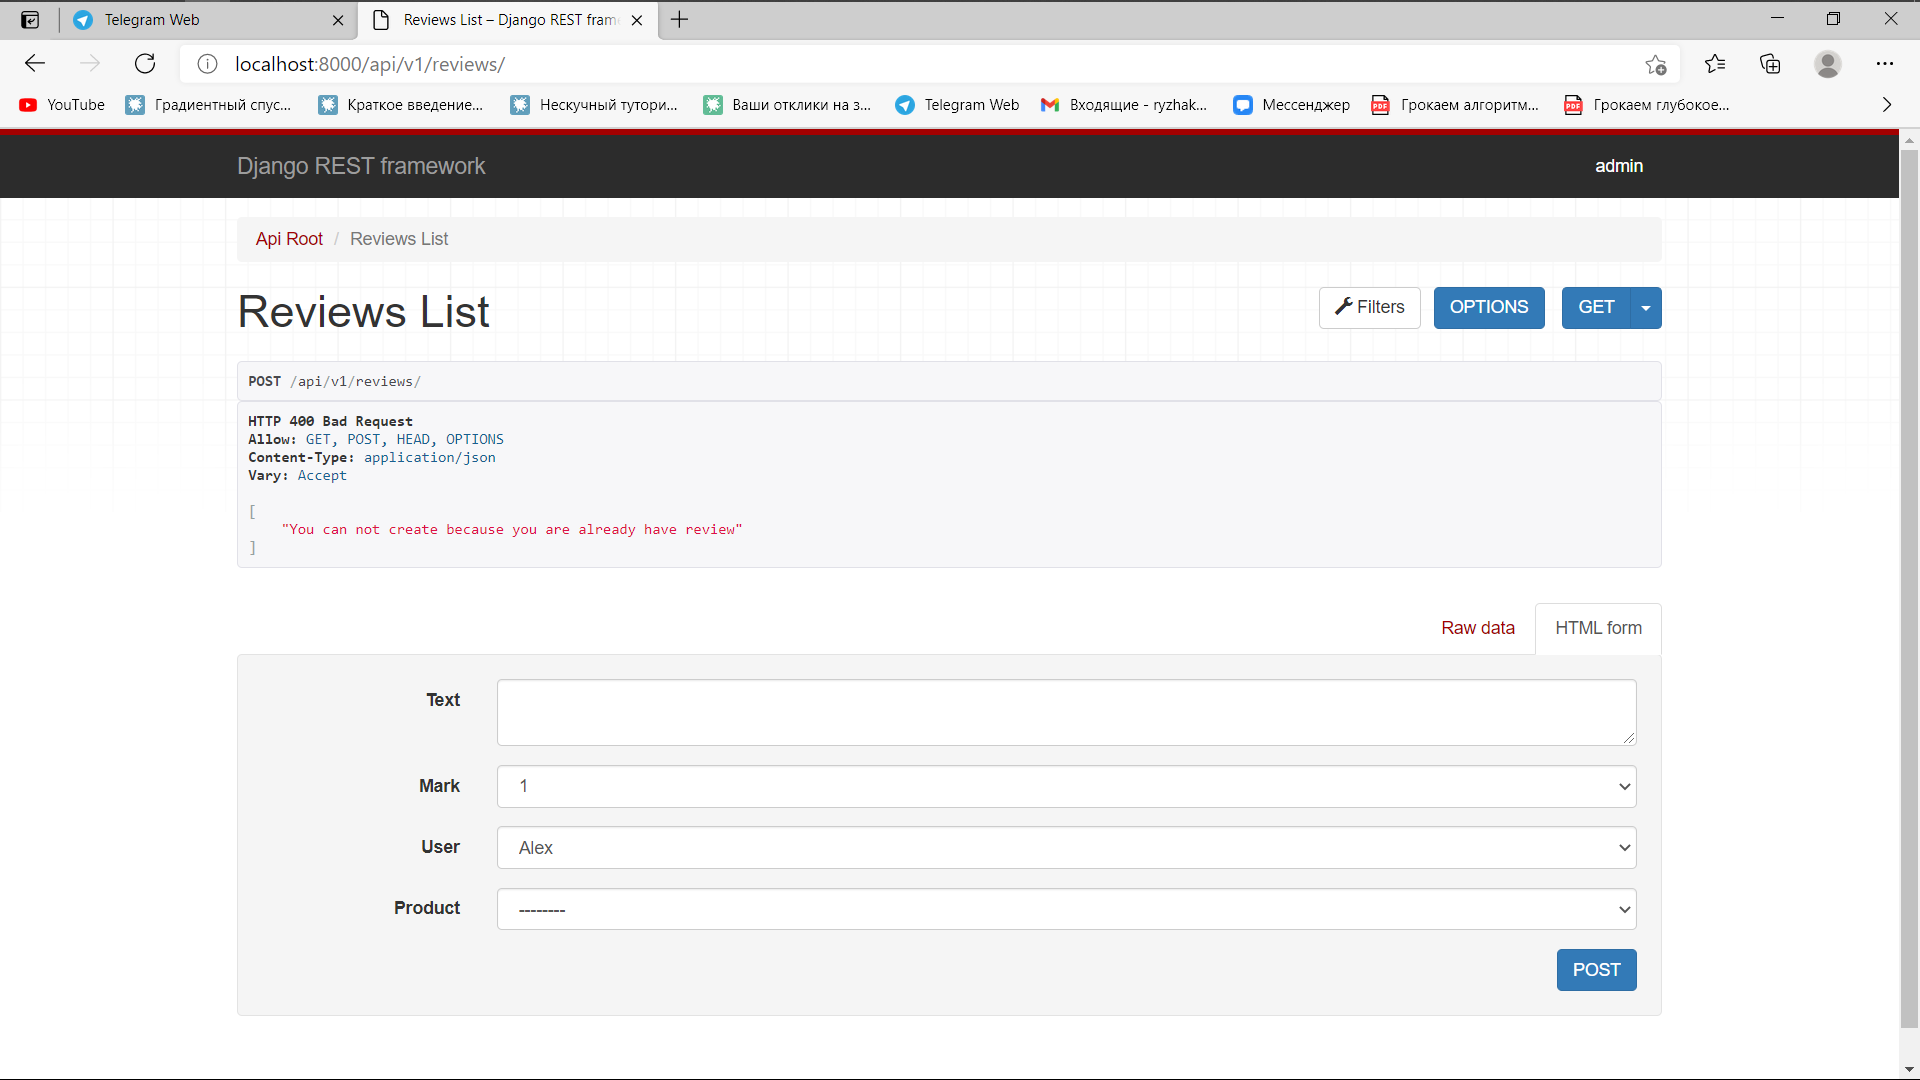 Telegram Web
Reviews List – Django REST fram
localhost:8000/api/v1/reviews/
YouTube
Градиентный спус...
Краткое введение...
Нескучный тутори...
Ваши отклики на з...
Telegram Web
Входящие - ryzhak...
Мессенджер
PDF
Грокаем алгоритм...
PDF
Грокаем глубокое...
Django REST framework
admin
Api Root / Reviews List
Reviews List
Filters
OPTIONS
GET
POST /api/v1/reviews/
HTTP 400 Bad Request
Allow: GET, POST, HEAD, OPTIONS
Content-Type: application/json
Vary: Accept
[
"You can not create because you are already have review"
]
Raw data
HTML form
Text
Mark
1
User
Alex
Product
--------
POST